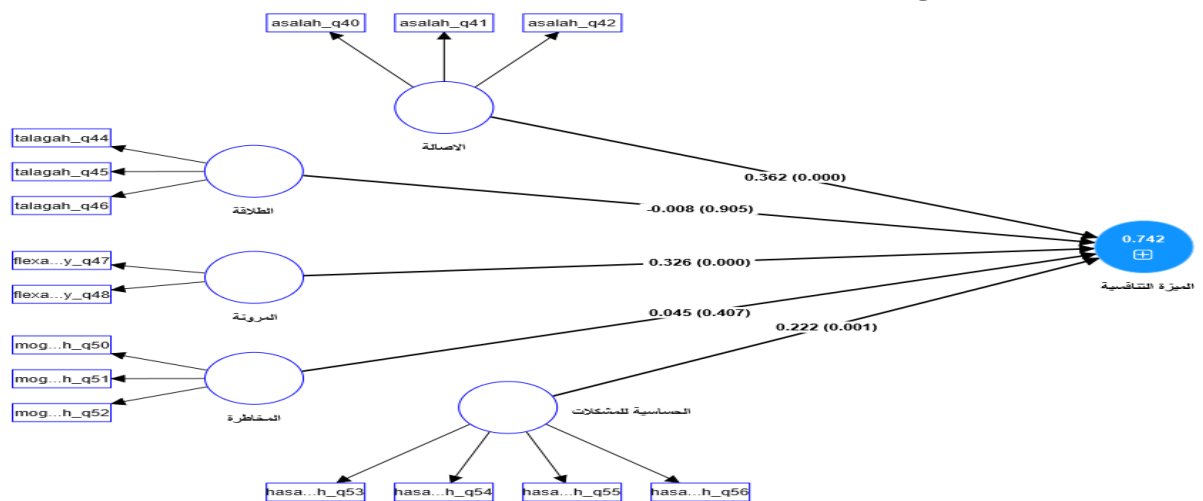 asalah_q40
asalah_q41
asalah_q42
الاصالة
talagah_q44
talagah_q45
talagah_q46
الطلاقة
flexa...y_q47
flexa...y_q48
المرونة
mog...h_q50
mog...h_q51
mog...h_q52
المخاطرة
الحساسية للمشكلات
hasa...h_q53
hasa...h_q54
hasa...h_q55
hasa...h_q56
0.362 (0.000)
-0.008 (0.905)
0.326 (0.000)
0.045 (0.407)
0.222 (0.001)
0.742
الميزة التنافسية